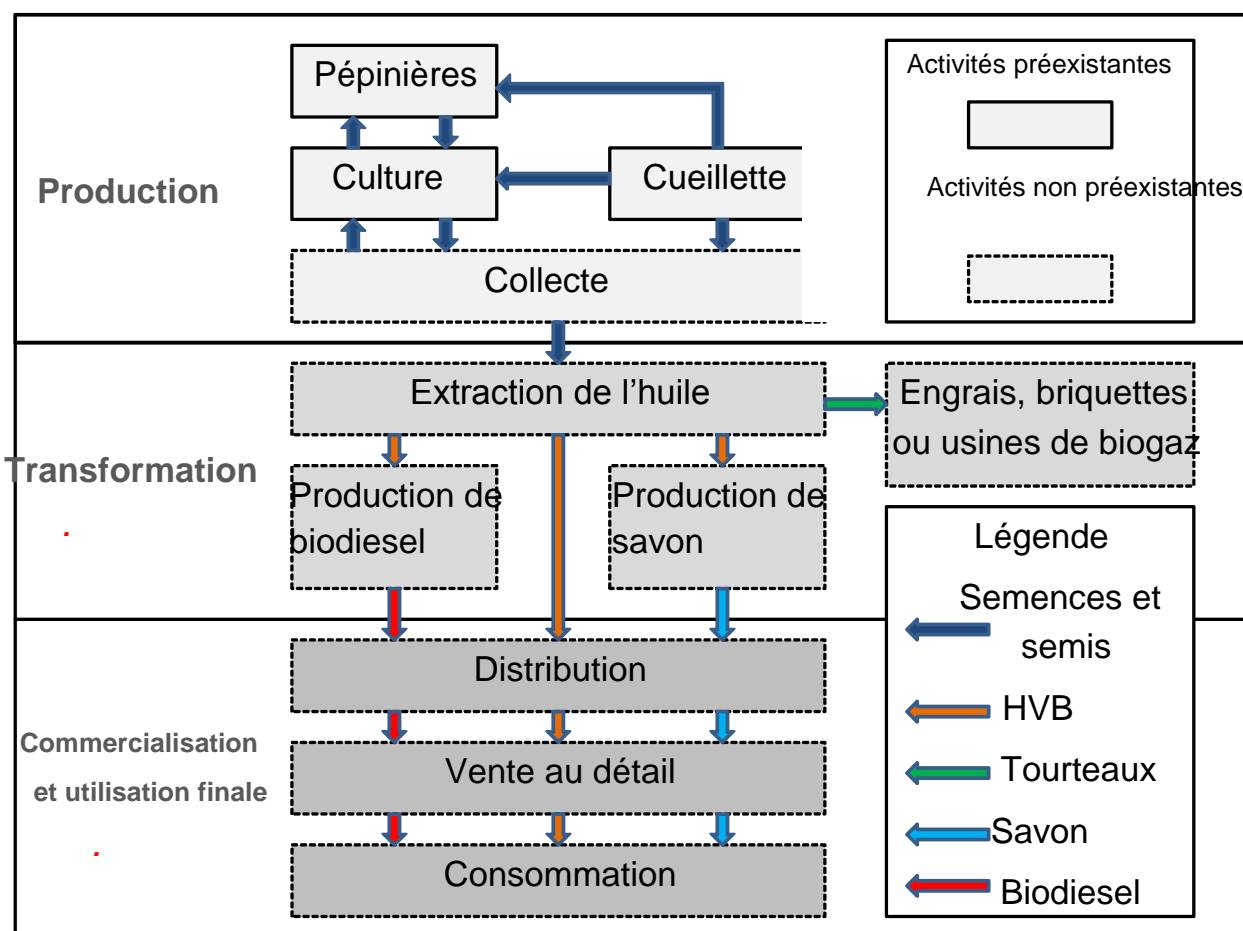 Pépinières
Activités préexistantes
Production
Culture
Cueillette
Activités non préexistantes
Collecte
Extraction de l'huile
Engrais, briquettes
ou usines de biogaz
Transformation
Production de
biodiesel
Production de
savon
Légende
Semences et
semis
HVB
Tourteaux
Savon
Biodiesel
Distribution
Commercialisation
et utilisation finale
Vente au détail
Consommation